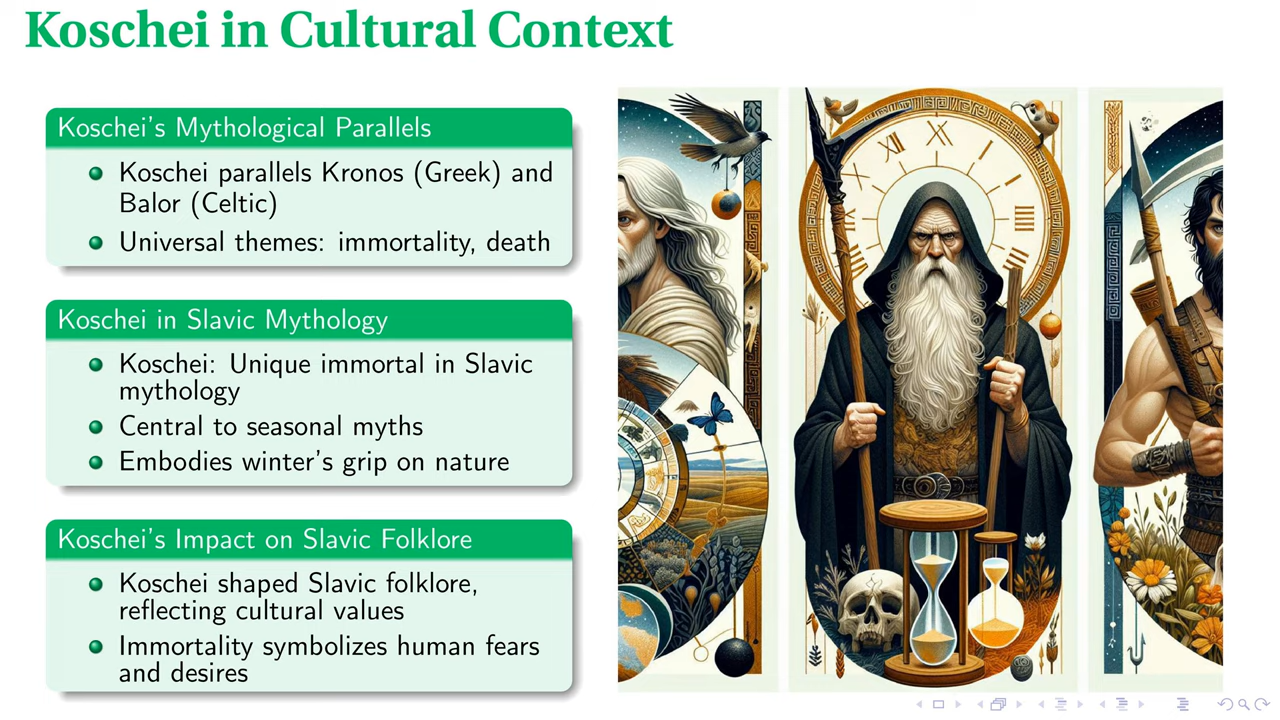 Koschei in Cultural Context
Koschei's Mythological Parallels
Koschei parallels Kronos (Greek) and
Balor (Celtic)
Universal themes: immortality, death
Koschei in Slavic Mythology
Koschei: Unique immortal in Slavic
mythology
Central to seasonal myths
Embodies winter's grip on nature
Koschei's Impact on Slavic Folklore
Koschei shaped Slavic folklore,
reflecting cultural values
Immortality symbolizes human fears
and desires